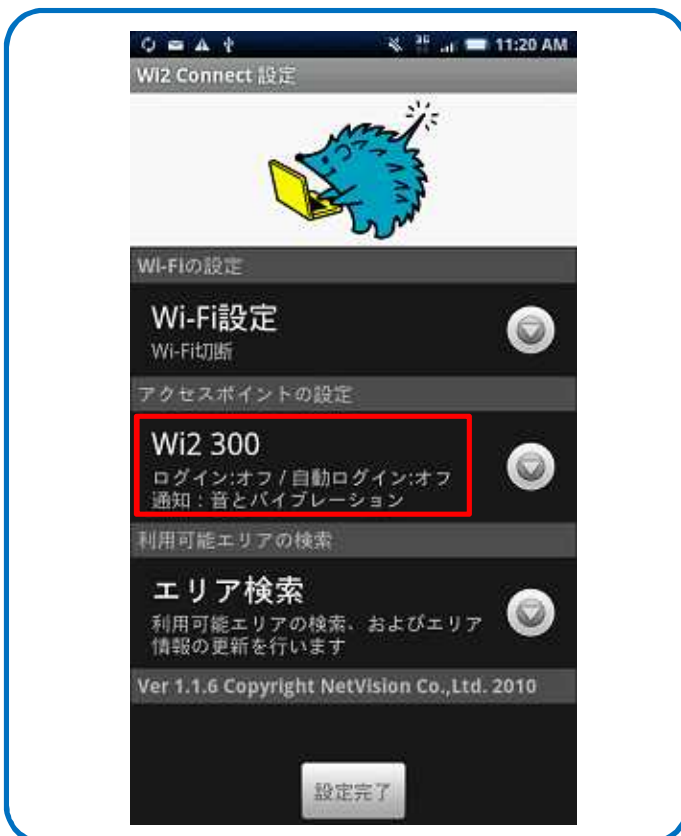 11:20 AM
Wi2 Connect 設定
Wi-Fiの設定
Wi-Fi設定
Wi-Fi切断
アクセスポイントの設定
Wi2 300
ログイン:オフ / 自動ログイン:オフ
通知：音とバイブレーション
利用可能エリアの検索
エリア検索
利用可能エリアの検索、およびエリア
情報の更新を行います
Ver 1.1.6 Copyright NetVision Co.,Ltd. 2010
設定完了